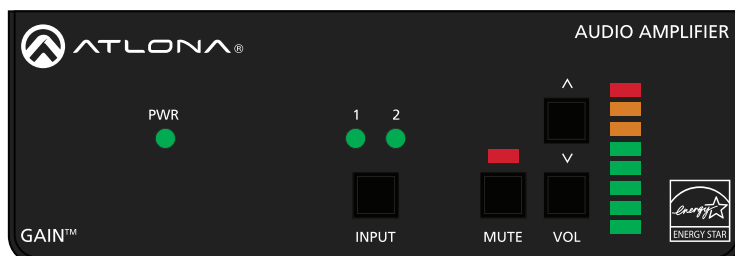 ATLONA®
AUDIO AMPLIFIER
PWR
1 2
GAIN™
INPUT
MUTE
VOL
energy
ENERGY STAR